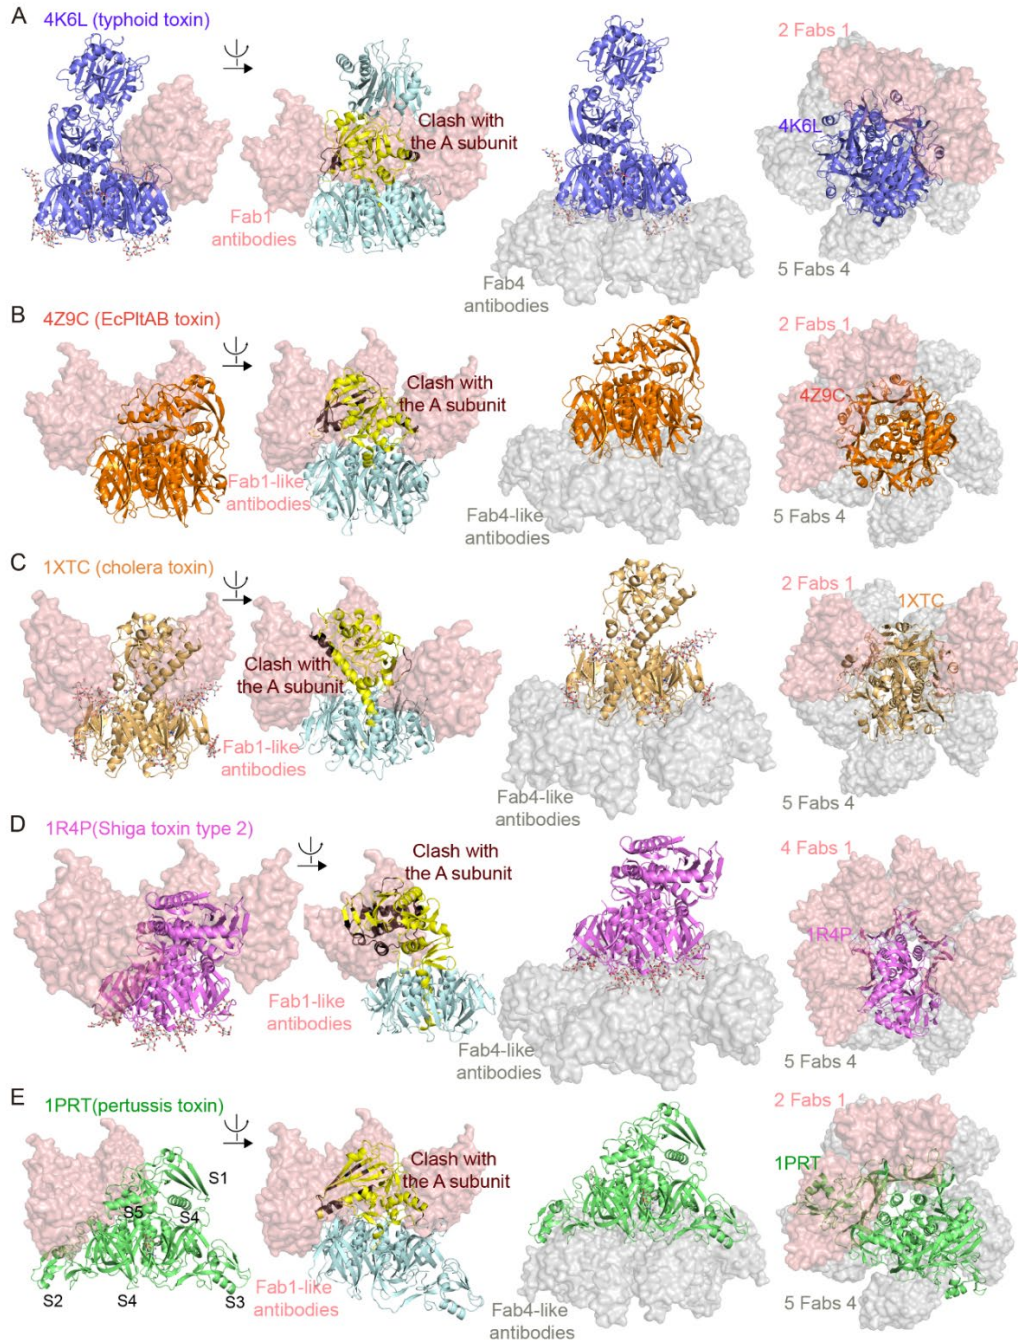 A
4K6L (typhoid toxin)
Clash with
the A subunit
Fab1
antibodies
Fab4
antibodies
2 Fabs 1
4K6L
5 Fabs 4
B
4Z9C (EcPltAB toxin)
Clash with
the A subunit
Fab1-like
antibodies
Fab4-like
antibodies
2 Fabs 1
4Z9C
5 Fabs 4
C
1XTC (cholera toxin)
Clash with
the A subunit
Fab1-like
antibodies
Fab4-like
antibodies
2 Fabs 1
1XTC
5 Fabs 4
D
1R4P(Shiga toxin type 2)
Clash with
the A subunit
Fab1-like
antibodies
Fab4-like
antibodies
4 Fabs 1
1R4P
5 Fabs 4
E
1PRT(pertussis toxin)
S1
S5
S4
S2
S4
S3
Clash with
the A subunit
Fab1-like
antibodies
Fab4-like
antibodies
2 Fabs 1
1PRT
5 Fabs 4